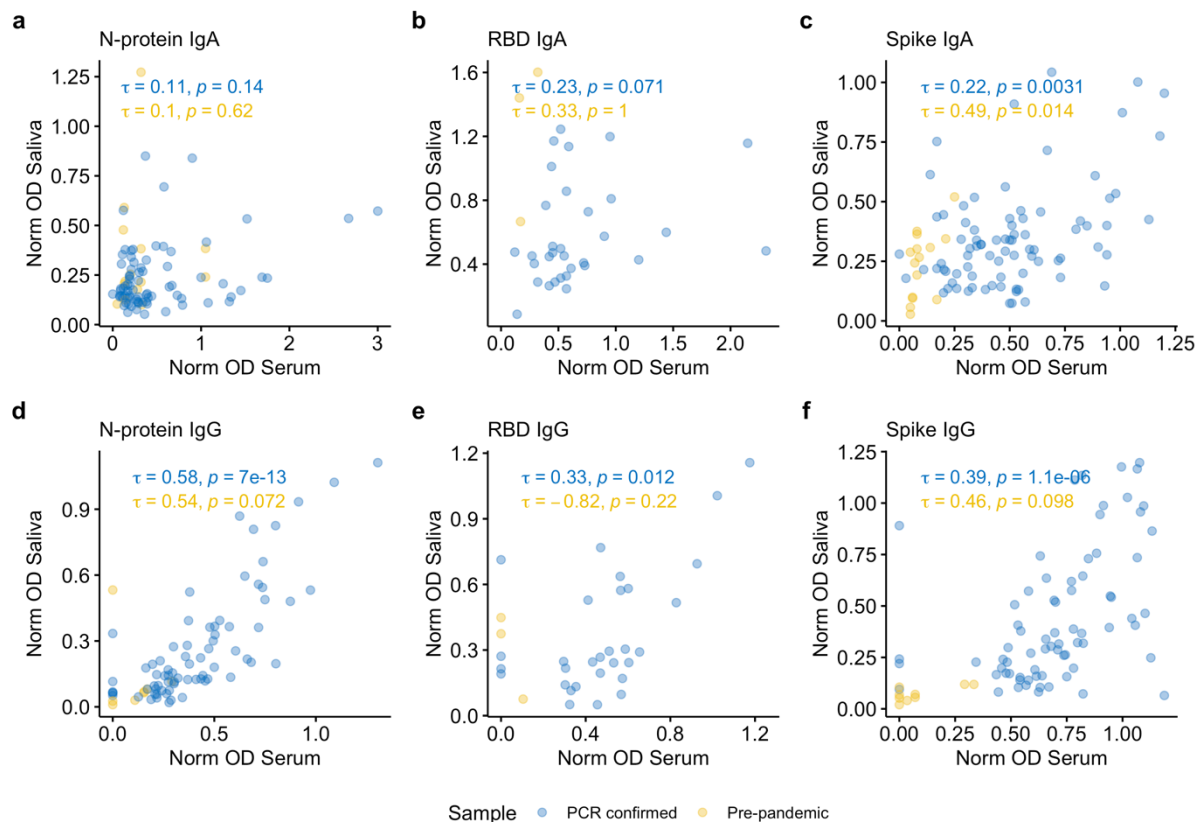 a
N-protein IgA
τ = 0.11, p = 0.14
τ = 0.1, p = 0.62
Norm OD Saliva
1.25
1.00
0.75
0.50
0.25
0.00
0 1 2 3
Norm OD Serum
b
RBD IgA
τ = 0.23, p = 0.071
τ = 0.33, p = 1
Norm OD Saliva
1.6
1.2
0.8
0.4
0.0 0.5 1.0 1.5 2.0
Norm OD Serum
c
Spike IgA
τ = 0.22, p = 0.0031
τ = 0.49, p = 0.014
Norm OD Saliva
1.00
0.75
0.50
0.25
0.00
0.00 0.25 0.50 0.75 1.00 1.25
Norm OD Serum
d
N-protein IgG
τ = 0.58, p = 7e-13
τ = 0.54, p = 0.072
Norm OD Saliva
0.9
0.6
0.3
0.0
0.0 0.5 1.0
Norm OD Serum
e
RBD IgG
τ = 0.33, p = 0.012
τ = −0.82, p = 0.22
Norm OD Saliva
1.2
0.9
0.6
0.3
0.0
0.0 0.4 0.8 1.2
Norm OD Serum
f
Spike IgG
τ = 0.39, p = 1.1e-06
τ = 0.46, p = 0.098
Norm OD Saliva
1.25
1.00
0.75
0.50
0.25
0.00
0.00 0.25 0.50 0.75 1.00
Norm OD Serum
Sample PCR confirmed Pre-pandemic